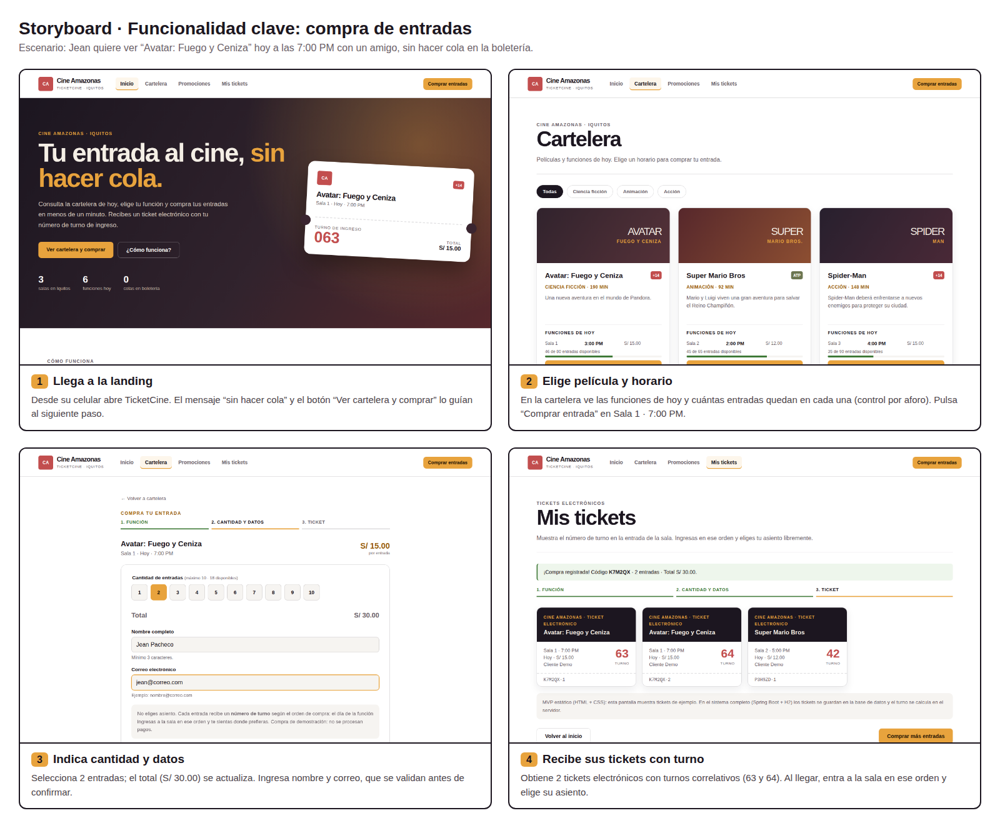 Storyboard · Funcionalidad clave: compra de entradas
Escenario: Jean quiere ver “Avatar: Fuego y Ceniza” hoy a las 7:00 PM con un amigo, sin hacer cola en la boletería.
CA
Cine Amazonas
TICKETCINE · IQUITOS
Inicio
Cartelera
Promociones
Mis tickets
Comprar entradas
CINE AMAZONAS · IQUITOS
Tu entrada al cine, sin
hacer cola.
Consulta la cartelera de hoy, elige tu función y compra tus entradas
en menos de un minuto. Recibes un ticket electrónico con tu
número de turno de ingreso.
Ver cartelera y comprar
¿Cómo funciona?
3
salas en Iquitos
6
funciones hoy
0
colas en boletería
CA
+14
Avatar: Fuego y Ceniza
Sala 1 · Hoy · 7:00 PM
TURNO DE INGRESO
063
TOTAL
S/ 15.00
CÓMO FUNCIONA
1 Llega a la landing
Desde su celular abre TicketCine. El mensaje “sin hacer cola” y el botón “Ver cartelera y comprar” lo guían
al siguiente paso.
CA
Cine Amazonas
TICKETCINE · IQUITOS
Inicio
Cartelera
Promociones
Mis tickets
Comprar entradas
CINE AMAZONAS · IQUITOS
Cartelera
Películas y funciones de hoy. Elige un horario para comprar tu entrada.
Todas
Ciencia ficción
Animación
Acción
AVATAR
FUEGO Y CENIZA
Avatar: Fuego y Ceniza
+14
CIENCIA FICCIÓN · 190 MIN
Una nueva aventura en el mundo de Pandora.
FUNCIONES DE HOY
Sala 1 3:00 PM S/ 15.00
46 de 80 entradas disponibles
SUPER
MARIO BROS.
Super Mario Bros
ATP
ANIMACIÓN · 92 MIN
Mario y Luigi viven una gran aventura para salvar
el Reino Champiñón.
FUNCIONES DE HOY
Sala 2 2:00 PM S/ 12.00
45 de 65 entradas disponibles
SPIDER
MAN
Spider-Man
+14
ACCIÓN · 148 MIN
Spider-Man deberá enfrentarse a nuevos
enemigos para proteger su ciudad.
FUNCIONES DE HOY
Sala 3 4:00 PM S/ 15.00
35 de 90 entradas disponibles
2 Elige película y horario
En la cartelera ve las funciones de hoy y cuántas entradas quedan en cada una (control por aforo). Pulsa
“Comprar entrada” en Sala 1 · 7:00 PM.
CA
Cine Amazonas
TICKETCINE · IQUITOS
Inicio
Cartelera
Promociones
Mis tickets
Comprar entradas
← Volver a cartelera
COMPRA TU ENTRADA
1. FUNCIÓN
2. CANTIDAD Y DATOS
3. TICKET
Avatar: Fuego y Ceniza
Sala 1 · Hoy · 7:00 PM
S/ 15.00
por entrada
Cantidad de entradas (máximo 10 · 18 disponibles)
1 2 3 4 5 6 7 8 9 10
Total S/ 30.00
Nombre completo
Jean Pacheco
Mínimo 3 caracteres.
Correo electrónico
jean@correo.com
Ejemplo: nombre@correo.com
No eliges asiento. Cada entrada recibe un número de turno según el orden de compra: el día de la función
ingresas a la sala en ese orden y te sientas donde prefieras. Compra de demostración: no se procesan
pagos.
3 Indica cantidad y datos
Selecciona 2 entradas; el total (S/ 30.00) se actualiza. Ingresa nombre y correo, que se validan antes de
confirmar.
CA
Cine Amazonas
TICKETCINE · IQUITOS
Inicio
Cartelera
Promociones
Mis tickets
Comprar entradas
TICKETS ELECTRÓNICOS
Mis tickets
Muestra el número de turno en la entrada de la sala. Ingresas en ese orden y eliges tu asiento libremente.
¡Compra registrada! Código K7M2QX · 2 entradas · Total S/ 30.00.
1. FUNCIÓN
2. CANTIDAD Y DATOS
3. TICKET
CINE AMAZONAS · TICKET
ELECTRÓNICO
Avatar: Fuego y Ceniza
Sala 1 · 7:00 PM
Hoy · S/ 15.00
Cliente Demo
63
TURNO
K7M2QX-1
CINE AMAZONAS · TICKET
ELECTRÓNICO
Avatar: Fuego y Ceniza
Sala 1 · 7:00 PM
Hoy · S/ 15.00
Cliente Demo
64
TURNO
K7M2QX-2
CINE AMAZONAS · TICKET
ELECTRÓNICO
Super Mario Bros
Sala 2 · 5:00 PM
Hoy · S/ 12.00
Cliente Demo
42
TURNO
P3H9ZD-1
MVP estático (HTML + CSS): esta pantalla muestra tickets de ejemplo. En el sistema completo (Spring Boot + H2) los tickets se guardan en la base de datos y el turno se calcula en el
servidor.
Volver al inicio
Comprar más entradas
4 Recibe sus tickets con turno
Obtiene 2 tickets electrónicos con turnos correlativos (63 y 64). Al llegar, entra a la sala en ese orden y
elige su asiento.